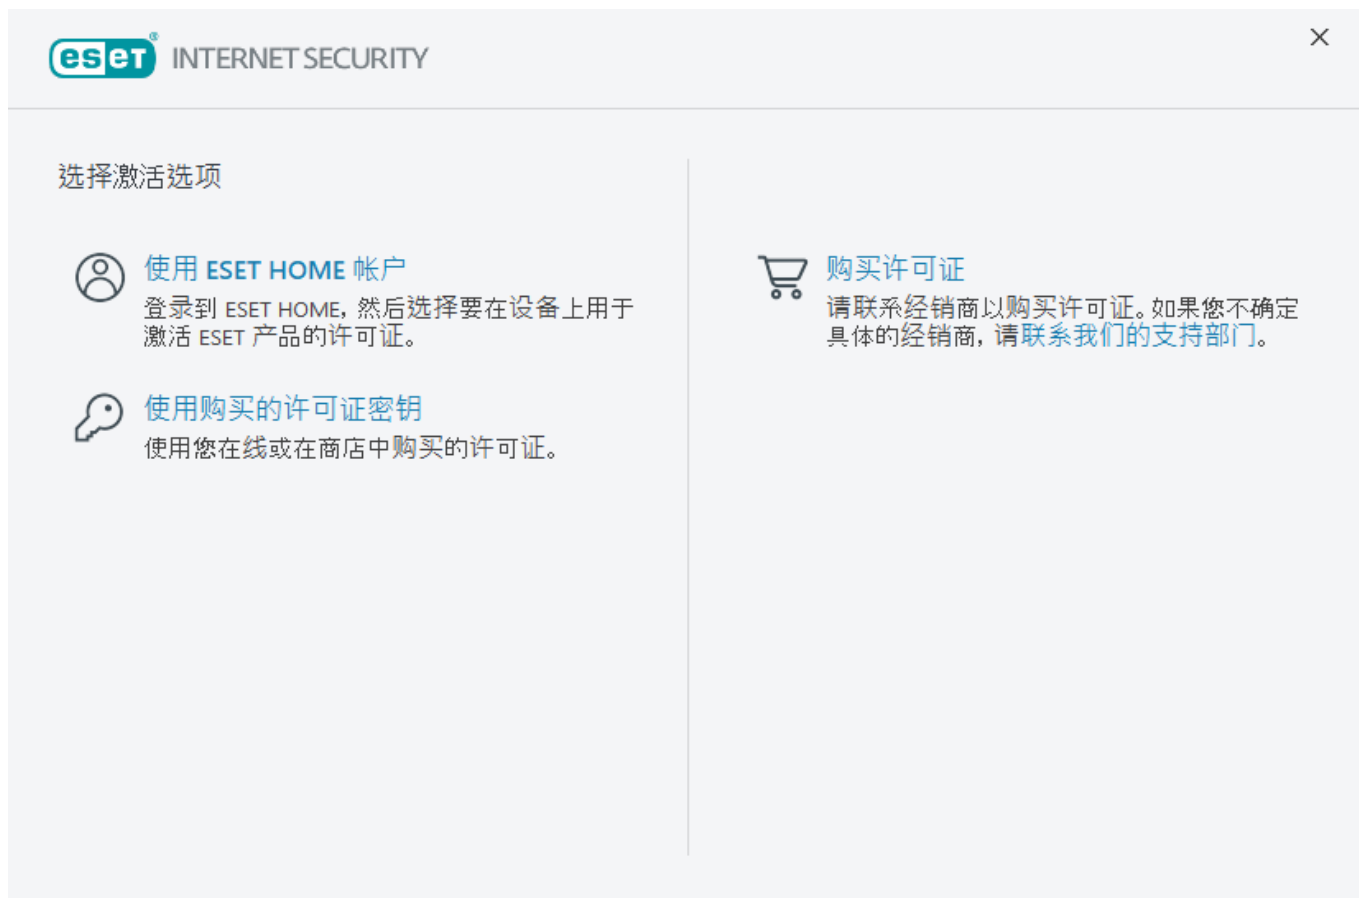 eset® INTERNET SECURITY
选择激活选项
使用 ESET HOME 帐户
登录到 ESET HOME, 然后选择要在设备上用于
激活 ESET 产品的许可证。
使用购买的许可证密钥
使用您在线或在商店中购买的许可证。
购买许可证
请联系经销商以购买许可证。如果您不确定
具体的经销商, 请联系我们的支持部门。